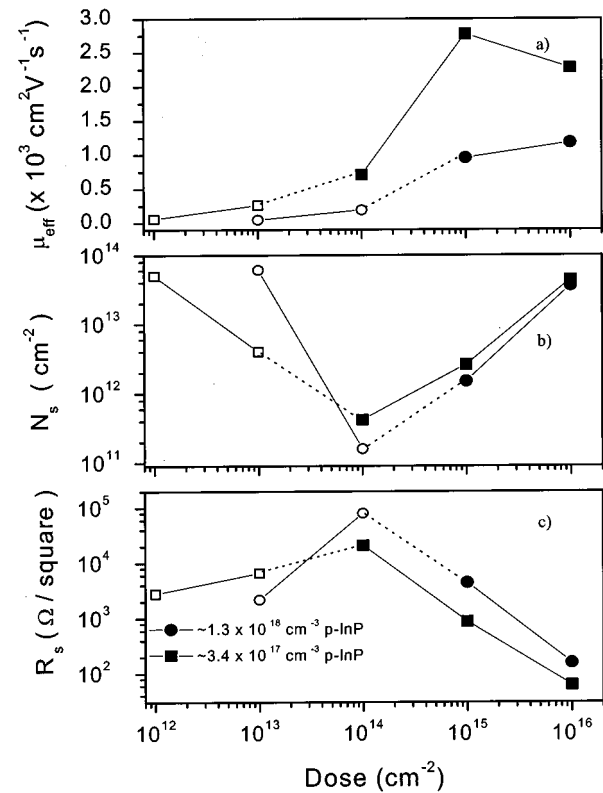 3.0
2.5
2.0
1.5
1.0
0.5
0.0
μeff (x 10³ cm²V⁻¹s⁻¹)
a)
10¹⁴
10¹³
10¹²
10¹¹
Ns ( cm⁻²)
b)
10⁵
10⁴
10³
10²
Rs ( Ω / square)
c)
~1.3 x 10¹⁸ cm⁻³ p-InP
~3.4 x 10¹⁷ cm⁻³ p-InP
10¹² 10¹³ 10¹⁴ 10¹⁵ 10¹⁶
Dose (cm⁻²)